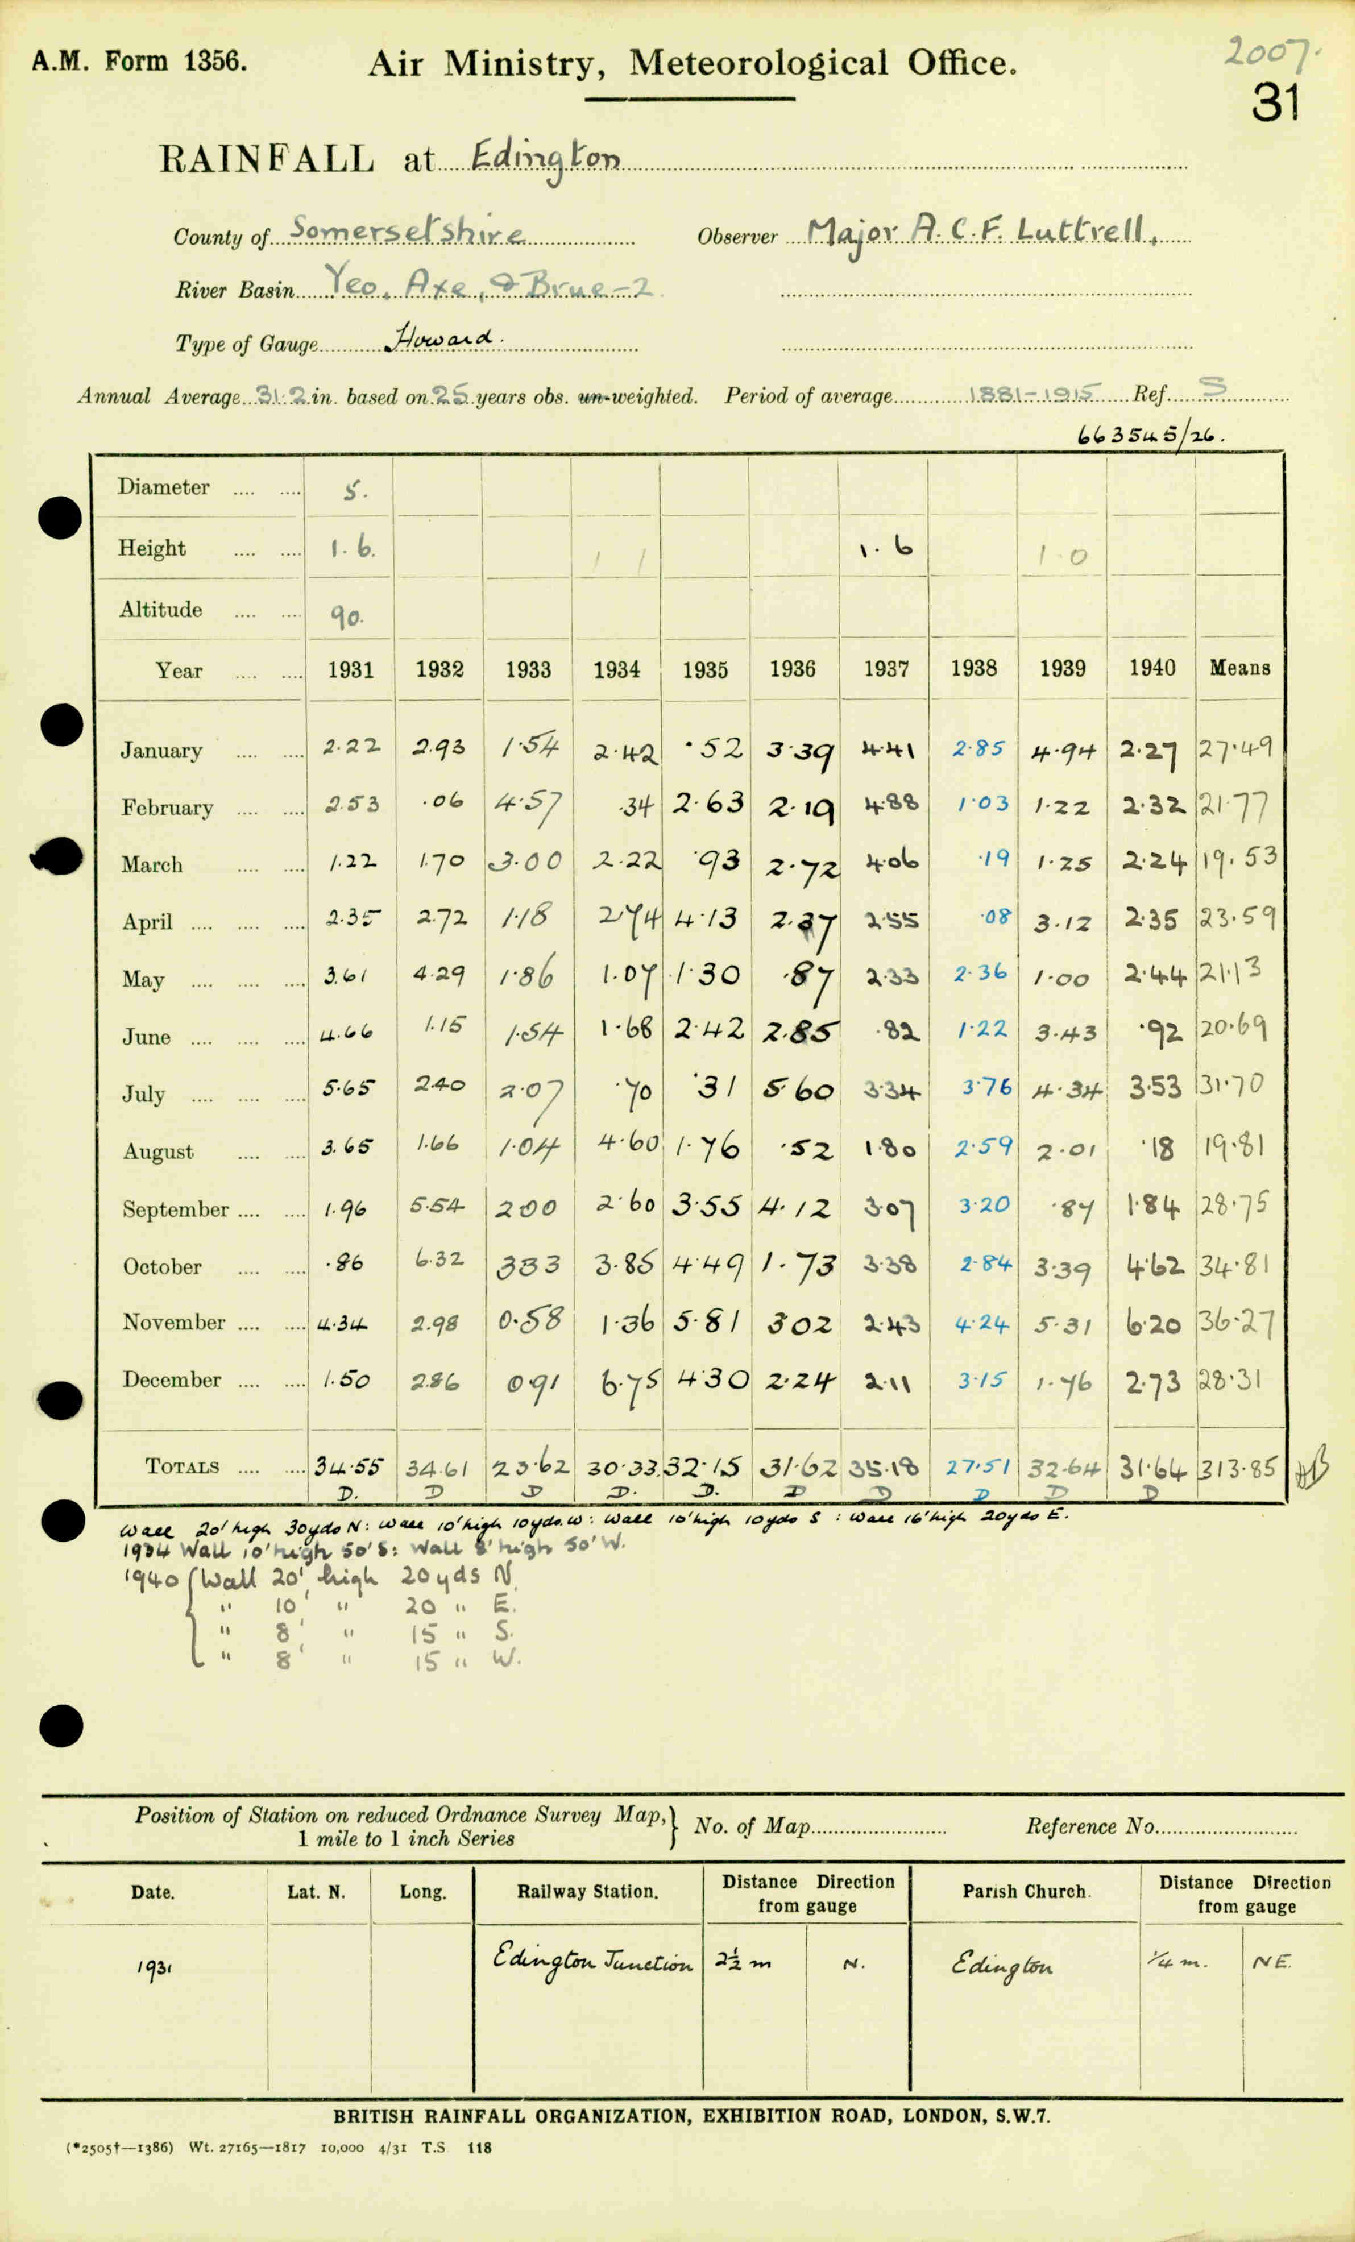 A.M. Form 1356.
Air Ministry, Meteorological Office.
2007.
31
RAINFALL at Edington
County of Somersetshire Observer Major A. C. F. Luttrell.
River Basin Yeo, Axe, & Brue-2
Type of Gauge Howard.
Annual Average 31.2 in. based on 25 years obs. un-weighted. Period of average 1881-1915 Ref. S
663545/26.
Diameter .... .... 5.
Height .... .... 1.6. 1.6 1.0
Altitude .... .... 90.
Year .... .... 1931 1932 1933 1934 1935 1936 1937 1938 1939 1940 Means
January .... .... 2.22 2.93 1.54 2.42 .52 3.39 4.41 2.85 4.94 2.27 27.49
February .... .... 2.53 .06 4.57 .34 2.63 2.19 4.88 1.03 1.22 2.32 21.77
March .... .... 1.22 1.70 3.00 2.22 .93 2.72 4.06 .19 1.25 2.24 19.53
April .... .... .... 2.35 2.72 1.18 2.74 4.13 2.37 2.55 .08 3.12 2.35 23.59
May .... .... .... 3.61 4.29 1.86 1.07 1.30 .87 2.33 2.36 1.00 2.44 21.13
June .... .... .... 4.66 1.15 1.54 1.68 2.42 2.85 .82 1.22 3.43 .92 20.69
July .... .... .... 5.65 2.40 2.07 .70 .31 5.60 3.34 3.76 4.34 3.53 31.70
August .... .... 3.65 1.66 1.04 4.60 1.76 .52 1.80 2.59 2.01 .18 19.81
September .... .... 1.96 5.54 2.00 2.60 3.55 4.12 3.07 3.20 .87 1.84 28.75
October .... .... .86 6.32 3.33 3.85 4.49 1.73 3.38 2.84 3.39 4.62 34.81
November .... .... 4.34 2.98 0.58 1.36 5.81 3.02 2.43 4.24 5.31 6.20 36.27
December .... .... 1.50 2.86 0.91 6.75 4.30 2.24 2.11 3.15 1.76 2.73 28.31
TOTALS .... .... 34.55 34.61 23.62 30.33 32.15 31.62 35.18 27.51 32.64 31.64 313.85
D. D D D. D. D D D D D
Wall 20' high 30yds N: Wall 10' high 10yds. W: Wall 10' high 10yds S : Wall 16' high 20yds E.
1934 Wall 10' high 50' S: Wall 8' high 50' W.
1940 Wall 20' high 20 yds N.
" 10' " 20 " E.
" 8' " 15 " S.
" 8' " 15 " W.
Position of Station on reduced Ordnance Survey Map, No. of Map Reference No.
1 mile to 1 inch Series
Date. Lat. N. Long. Railway Station. Distance Direction from gauge Parish Church. Distance Direction from gauge
1931 Edington Junction 2½ m N. Edington ¼ m. NE.
BRITISH RAINFALL ORGANIZATION, EXHIBITION ROAD, LONDON, S.W.7.
(*2505†—1386) Wt. 27165—1817 10,000 4/31 T.S 118